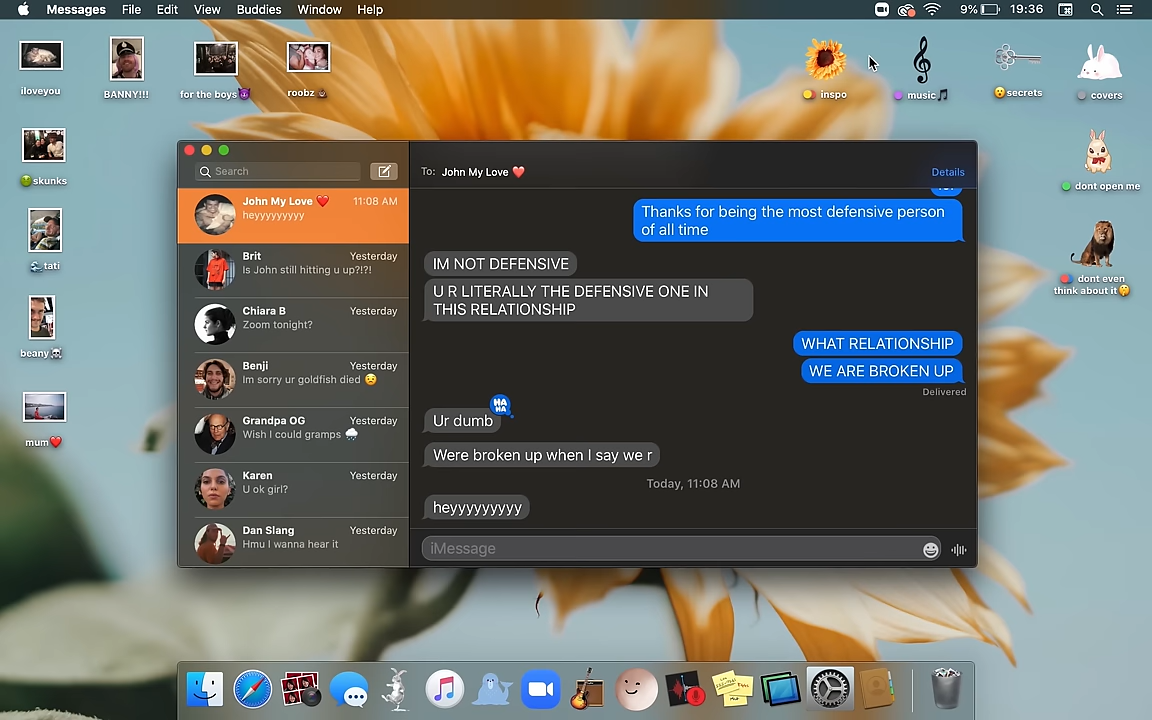 Messages File Edit View Buddies Window Help 9% 19:36
iloveyou
BANNY!!!
for the boys😈
roobz
inspo
music🎵
😮secrets
covers
skunks
🌊tati
beany☠️
mum❤️
dont open me
dont even
think about it🤔
Search
John My Love ❤️ 11:08 AM
heyyyyyyyyy
Brit Yesterday
Is John still hitting u up?!?!
Chiara B Yesterday
Zoom tonight?
Benji Yesterday
Im sorry ur goldfish died 😣
Grandpa OG Yesterday
Wish I could gramps 🌧️
Karen Yesterday
U ok girl?
Dan Slang Yesterday
Hmu I wanna hear it
To: John My Love ❤️ Details
Thanks for being the most defensive person
of all time
IM NOT DEFENSIVE
U R LITERALLY THE DEFENSIVE ONE IN
THIS RELATIONSHIP
WHAT RELATIONSHIP
WE ARE BROKEN UP
Delivered
HA
HA
Ur dumb
Were broken up when I say we r
Today, 11:08 AM
heyyyyyyyyy
iMessage